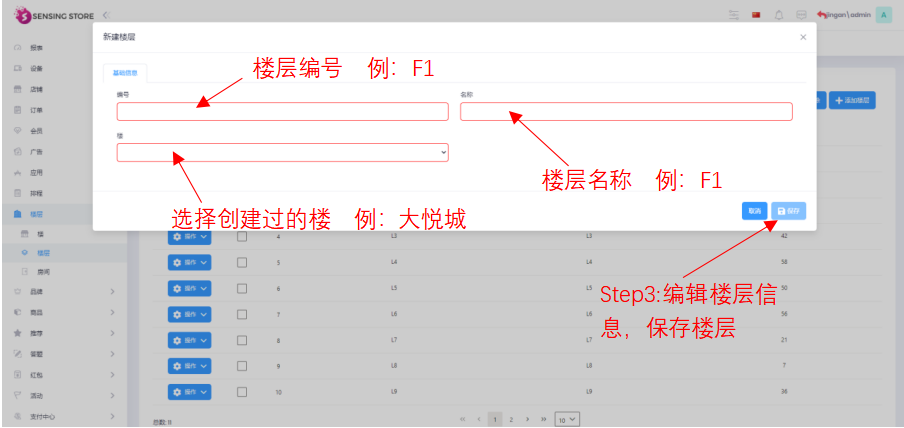 SENSING STORE
jingan\admin
A
新建楼层
×
基础信息
楼层编号 例：F1
编号
名称
楼
楼层名称 例：F1
选择创建过的楼 例：大悦城
取消
保存
添加楼层
Step3:编辑楼层信
息，保存楼层
报表
设备
店铺
订单
会员
广告
应用
排程
楼层
楼
楼层
房间
品牌
商品
推荐
答题
红包
活动
支付中心
操作 4 L3 L3 42
操作 5 L4 L4 58
操作 6 L5 L5 50
操作 7 L6 L6 56
操作 8 L7 L7 21
操作 9 L8 L8 7
操作 10 L9 L9 36
总数: 11
1 2 10